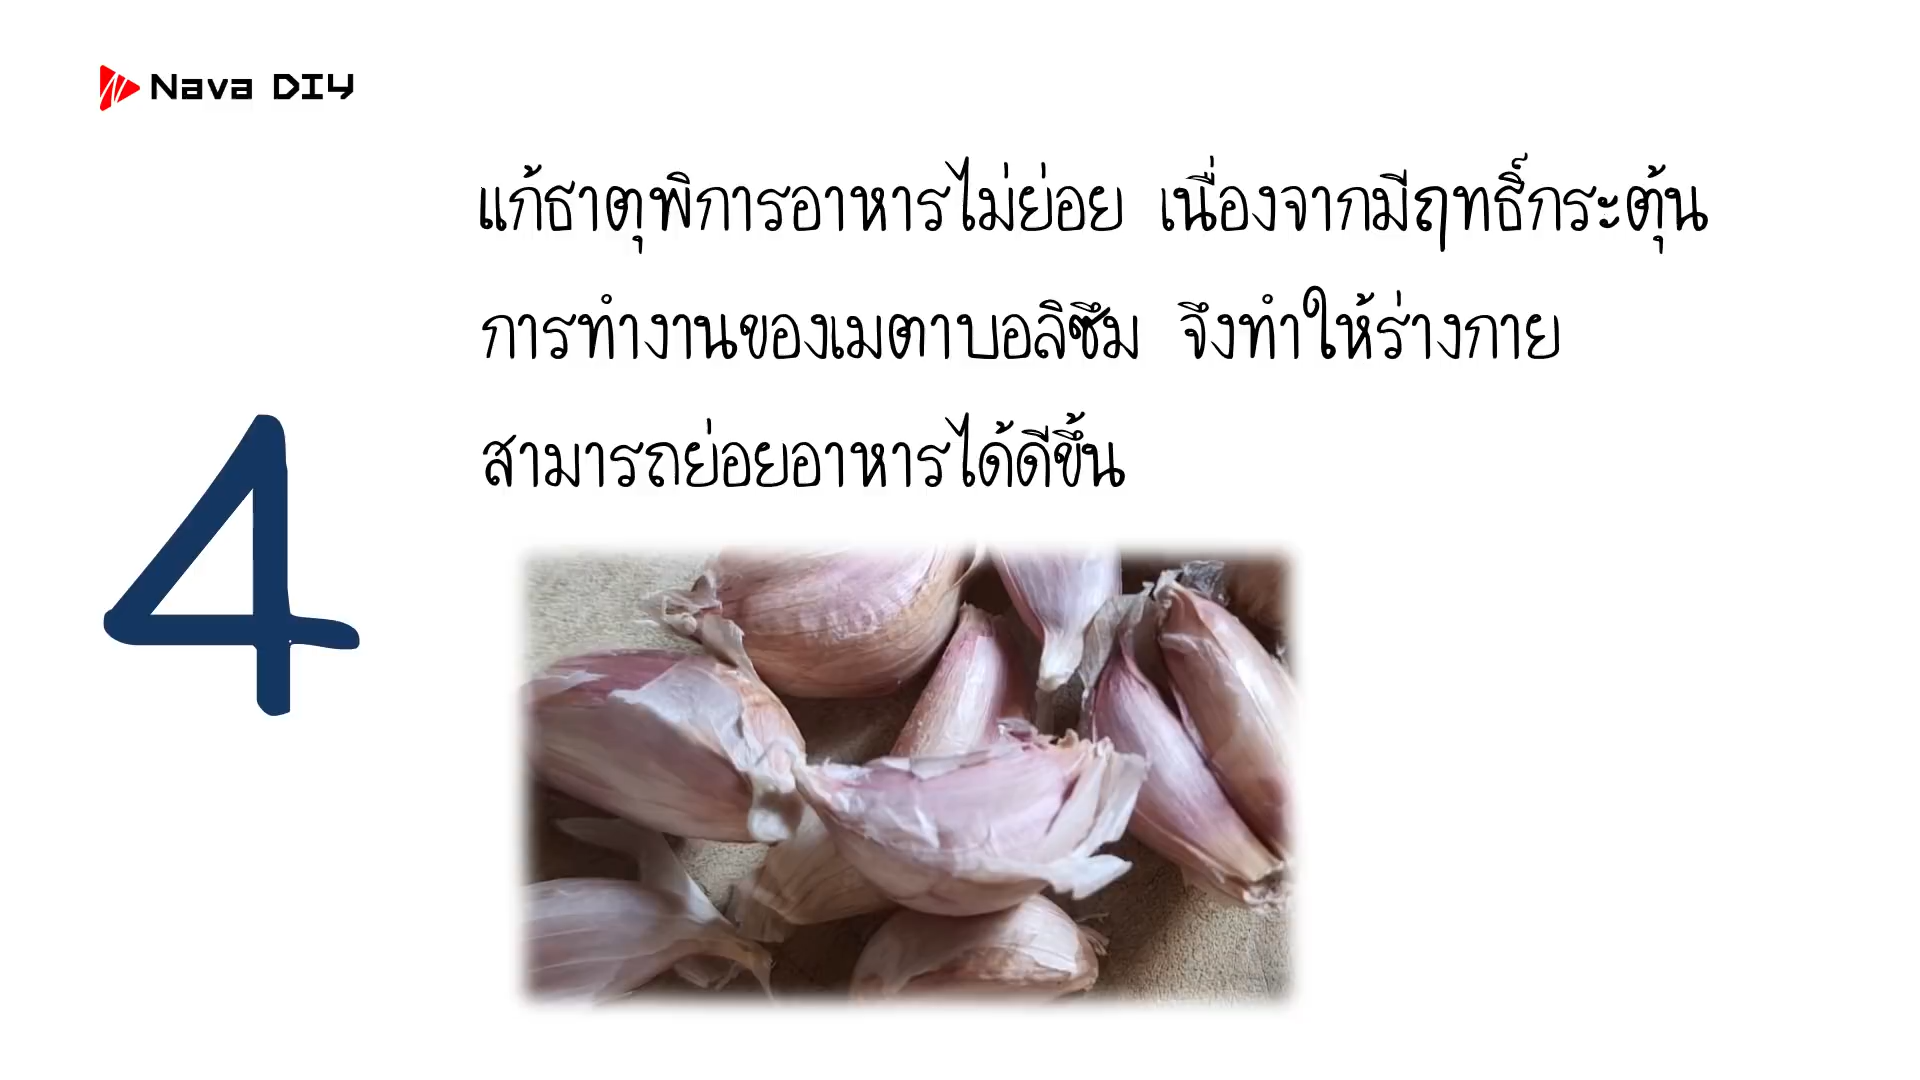 Nava DIY
แก้ธาตุพิการอาหารไม่ย่อย เนื่องจากมีฤทธิ์กระตุ้น
การทำงานของเมตาบอลิซึม จึงทำให้ร่างกาย
สามารถย่อยอาหารได้ดีขึ้น
4